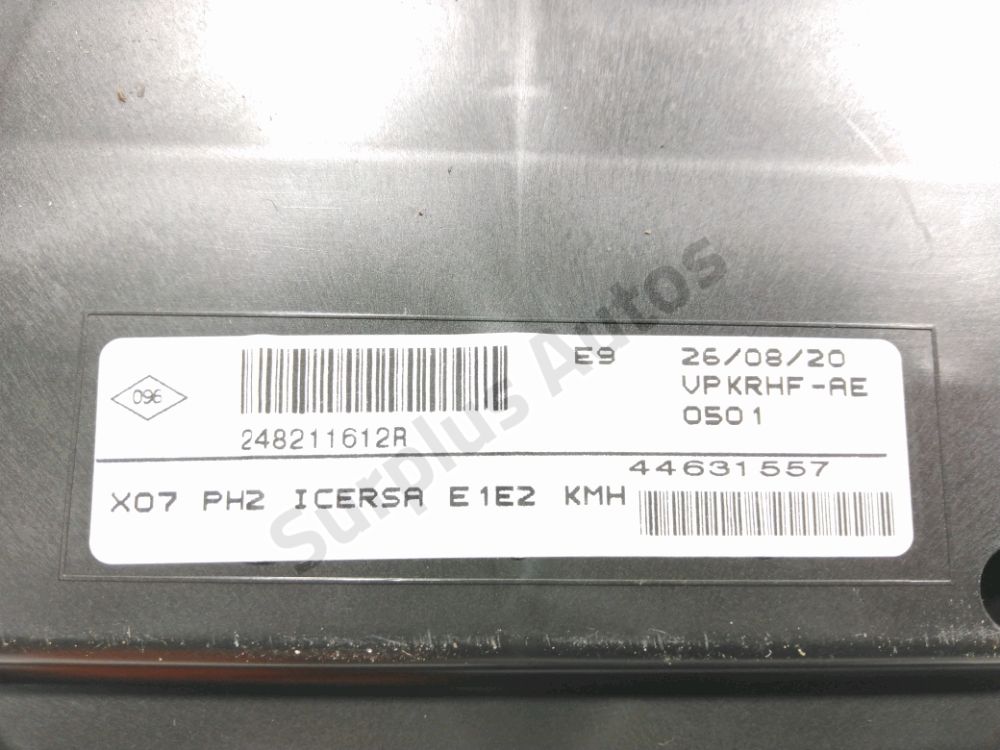 096
248211612R
E9
26/08/20
VPKRHF-AE
0501
44631557
X07 PH2 ICERSA E1E2 KMH
Surplus Autos